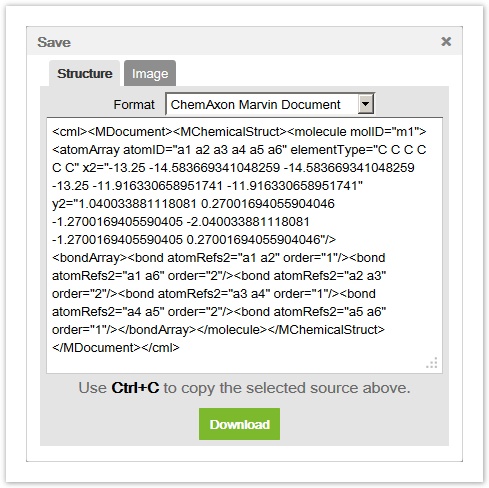 Save
Structure Image
Format ChemAxon Marvin Document
<cml><MDocument><MChemicalStruct><molecule molID="m1">
<atomArray atomID="a1 a2 a3 a4 a5 a6" elementType="C C C C
C C" x2="-13.25 -14.583669341048259 -14.583669341048259
-13.25 -11.916330658951741 -11.916330658951741"
y2="1.040033881118081 0.27001694055904046
-1.2700169405590405 -2.040033881118081
-1.2700169405590405 0.27001694055904046"/>
<bondArray><bond atomRefs2="a1 a2" order="1"/><bond
atomRefs2="a1 a6" order="2"/><bond atomRefs2="a2 a3"
order="2"/><bond atomRefs2="a3 a4" order="1"/><bond
atomRefs2="a4 a5" order="2"/><bond atomRefs2="a5 a6"
order="1"/></bondArray></molecule></MChemicalStruct>
</MDocument></cml>
Use Ctrl+C to copy the selected source above.
Download